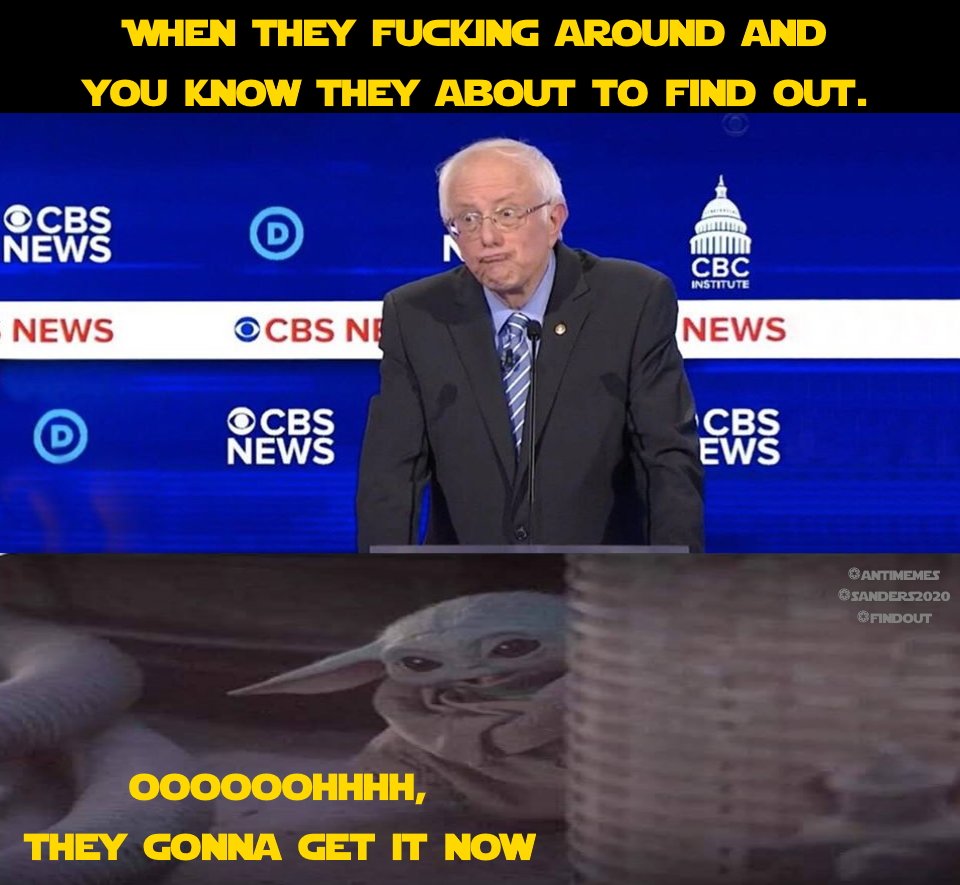 WHEN THEY FUCKING AROUND AND
YOU KNOW THEY ABOUT TO FIND OUT.
CBS
NEWS
D
N
CBC
INSTITUTE
NEWS
CBS NE
NEWS
D
CBS
NEWS
CBS
EWS
@ANTIMEMES
@SANDERS2020
@FINDOUT
OOOOOOHHHH,
THEY GONNA GET IT NOW